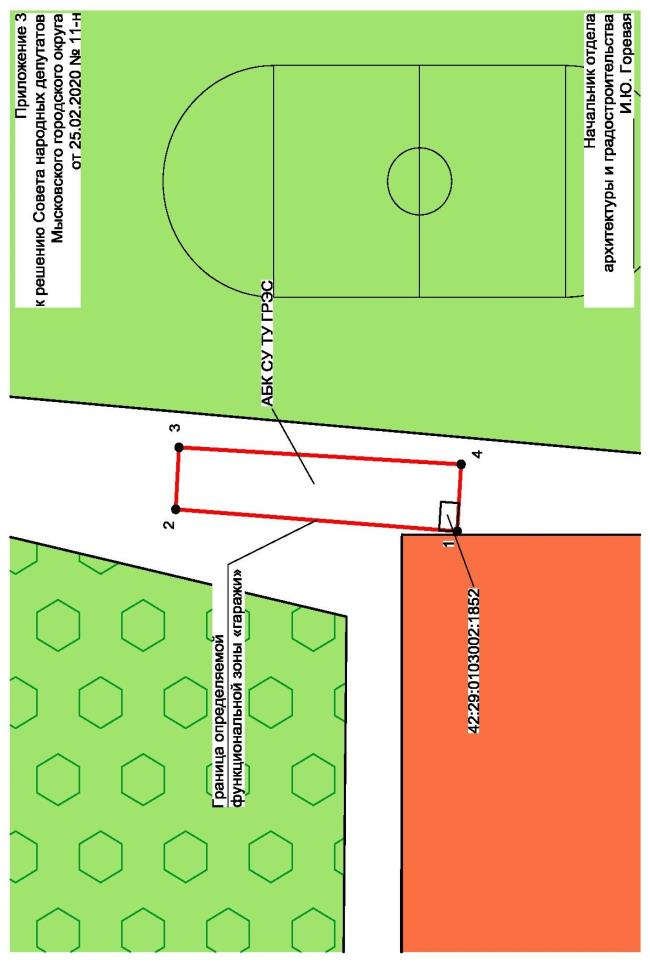 Приложение 3
к решению Совета народных депутатов
Мысковского городского округа
от 25.02.2020 № 11-н
АБК СУ ТУ ГРЭС
3
2
4
1
Граница определяемой
функциональной зоны «гаражи»
42:29:0103002:1852
Начальник отдела
архитектуры и градостроительства
И.Ю. Горевая